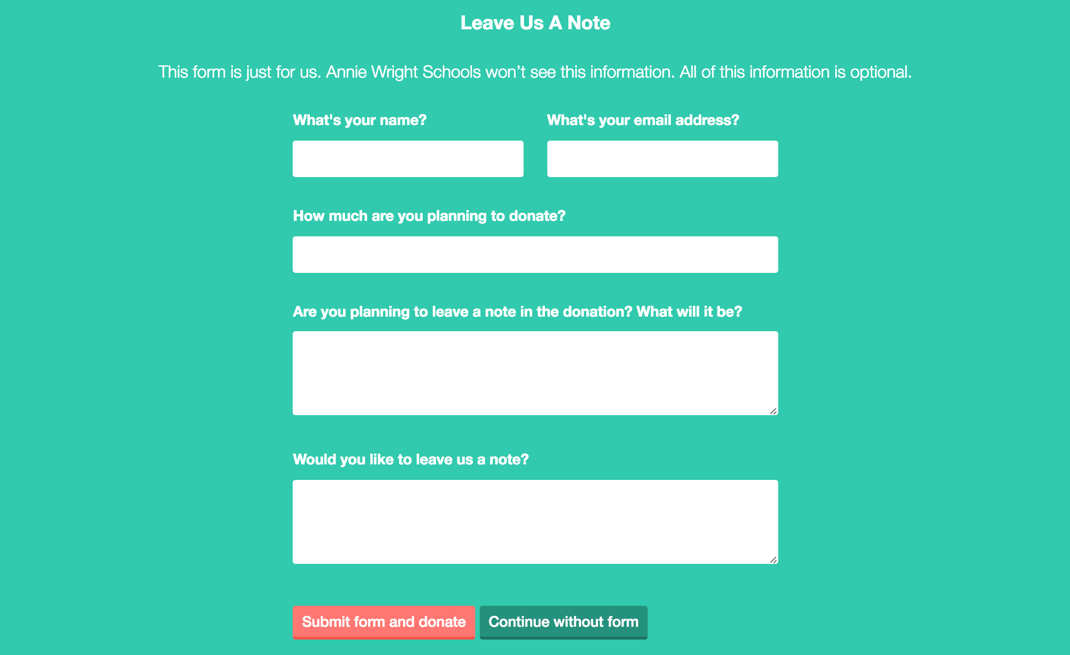 Leave Us A Note
This form is just for us. Annie Wright Schools won't see this information. All of this information is optional.
What's your name?
What's your email address?
How much are you planning to donate?
Are you planning to leave a note in the donation? What will it be?
Would you like to leave us a note?
Submit form and donate
Continue without form